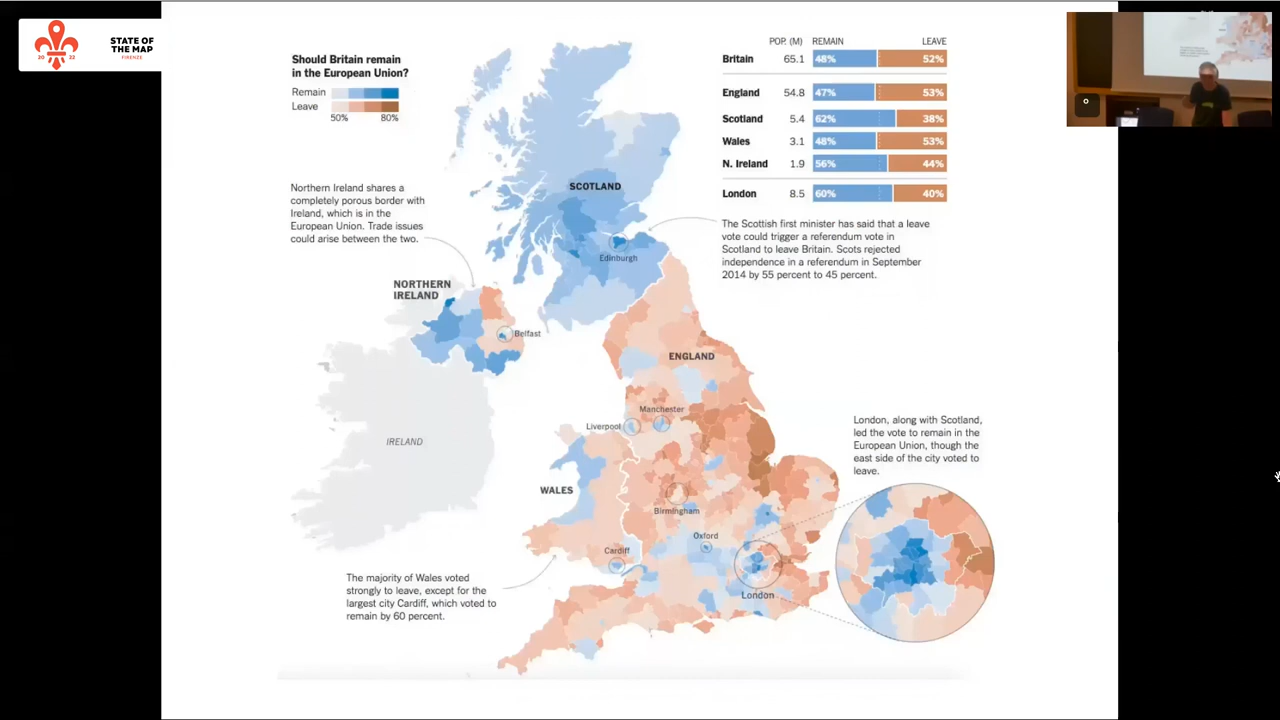 STATE OF
THE MAP
FIRENZE
20 22
Should Britain remain
in the European Union?
Remain
Leave
50% 80%
POP. (M) REMAIN LEAVE
Britain 65.1 48% 52%
England 54.8 47% 53%
Scotland 5.4 62% 38%
Wales 3.1 48% 53%
N. Ireland 1.9 56% 44%
London 8.5 60% 40%
Northern Ireland shares a
completely porous border with
Ireland, which is in the
European Union. Trade issues
could arise between the two.
SCOTLAND
Edinburgh
The Scottish first minister has said that a leave
vote could trigger a referendum vote in
Scotland to leave Britain. Scots rejected
independence in a referendum in September
2014 by 55 percent to 45 percent.
NORTHERN
IRELAND
Belfast
ENGLAND
Manchester
Liverpool
IRELAND
WALES
Birmingham
Oxford
Cardiff
London
London, along with Scotland,
led the vote to remain in the
European Union, though the
east side of the city voted to
leave.
The majority of Wales voted
strongly to leave, except for the
largest city Cardiff, which voted to
remain by 60 percent.